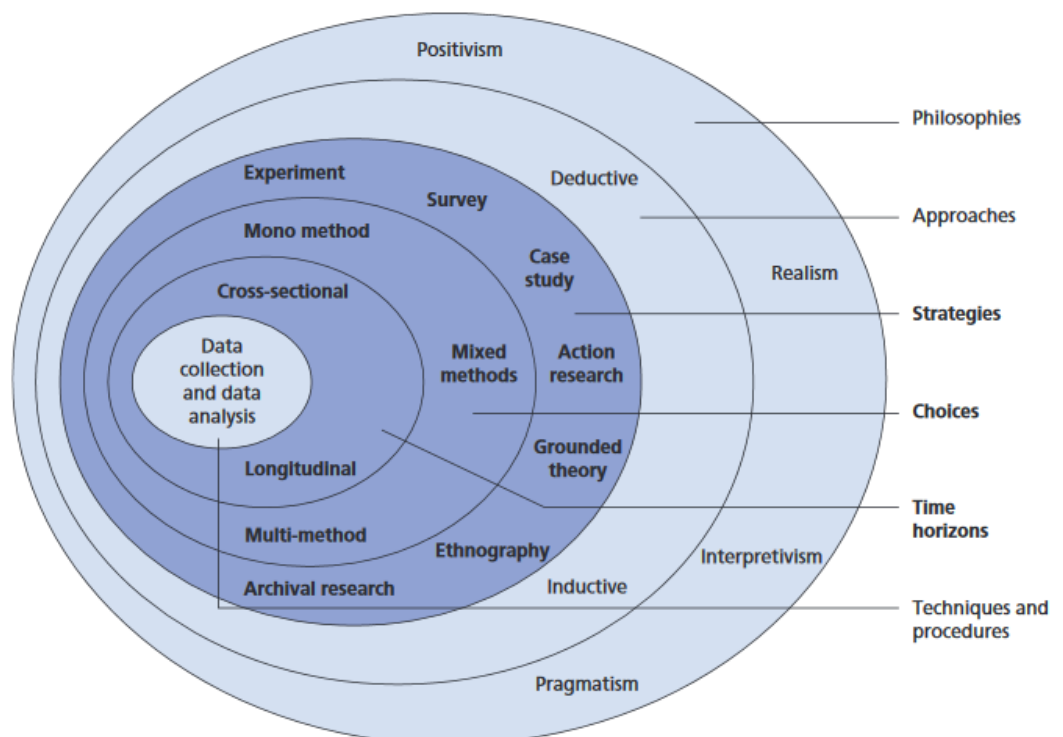 Positivism
Philosophies
Experiment
Deductive
Survey
Approaches
Mono method
Case
study
Realism
Cross-sectional
Strategies
Data
collection
and data
analysis
Mixed
methods
Action
research
Choices
Grounded
theory
Longitudinal
Time
horizons
Multi-method
Ethnography
Interpretivism
Archival research
Inductive
Techniques and
procedures
Pragmatism